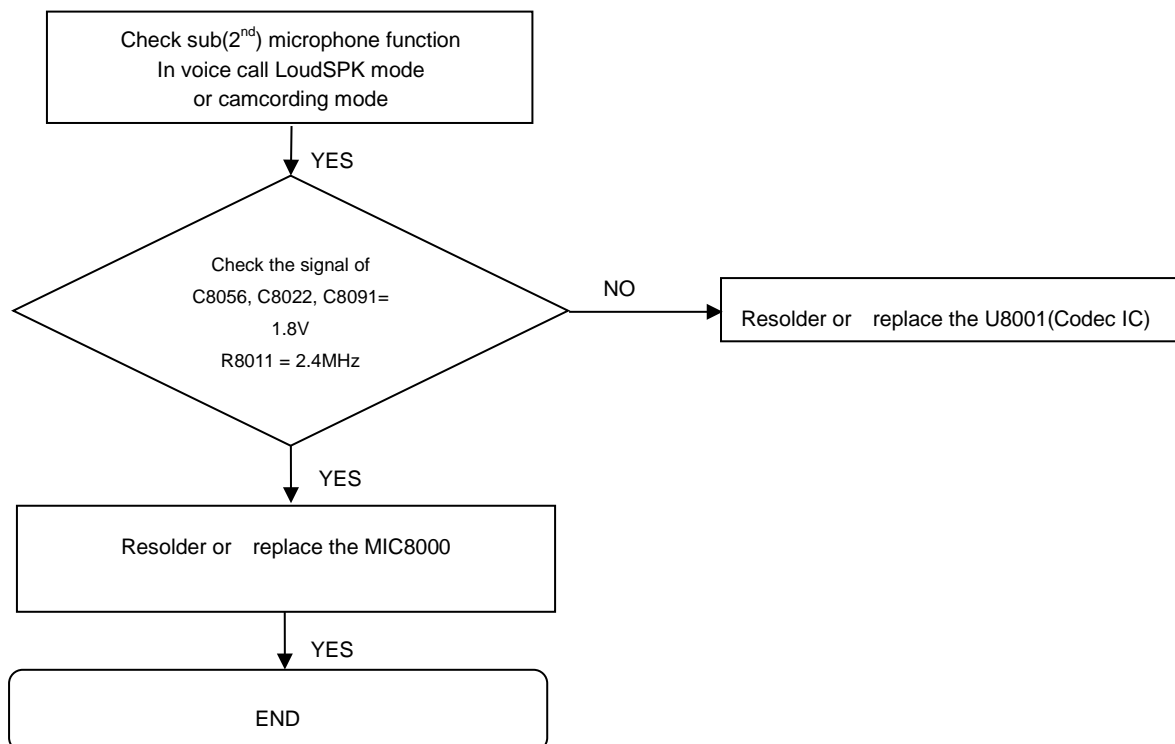 Check sub(2nd) microphone function
In voice call LoudSPK mode
or camcording mode
YES
Check the signal of
C8056, C8022, C8091=
1.8V
R8011 = 2.4MHz
NO
Resolder or   replace the U8001(Codec IC)
YES
Resolder or   replace the MIC8000
YES
END